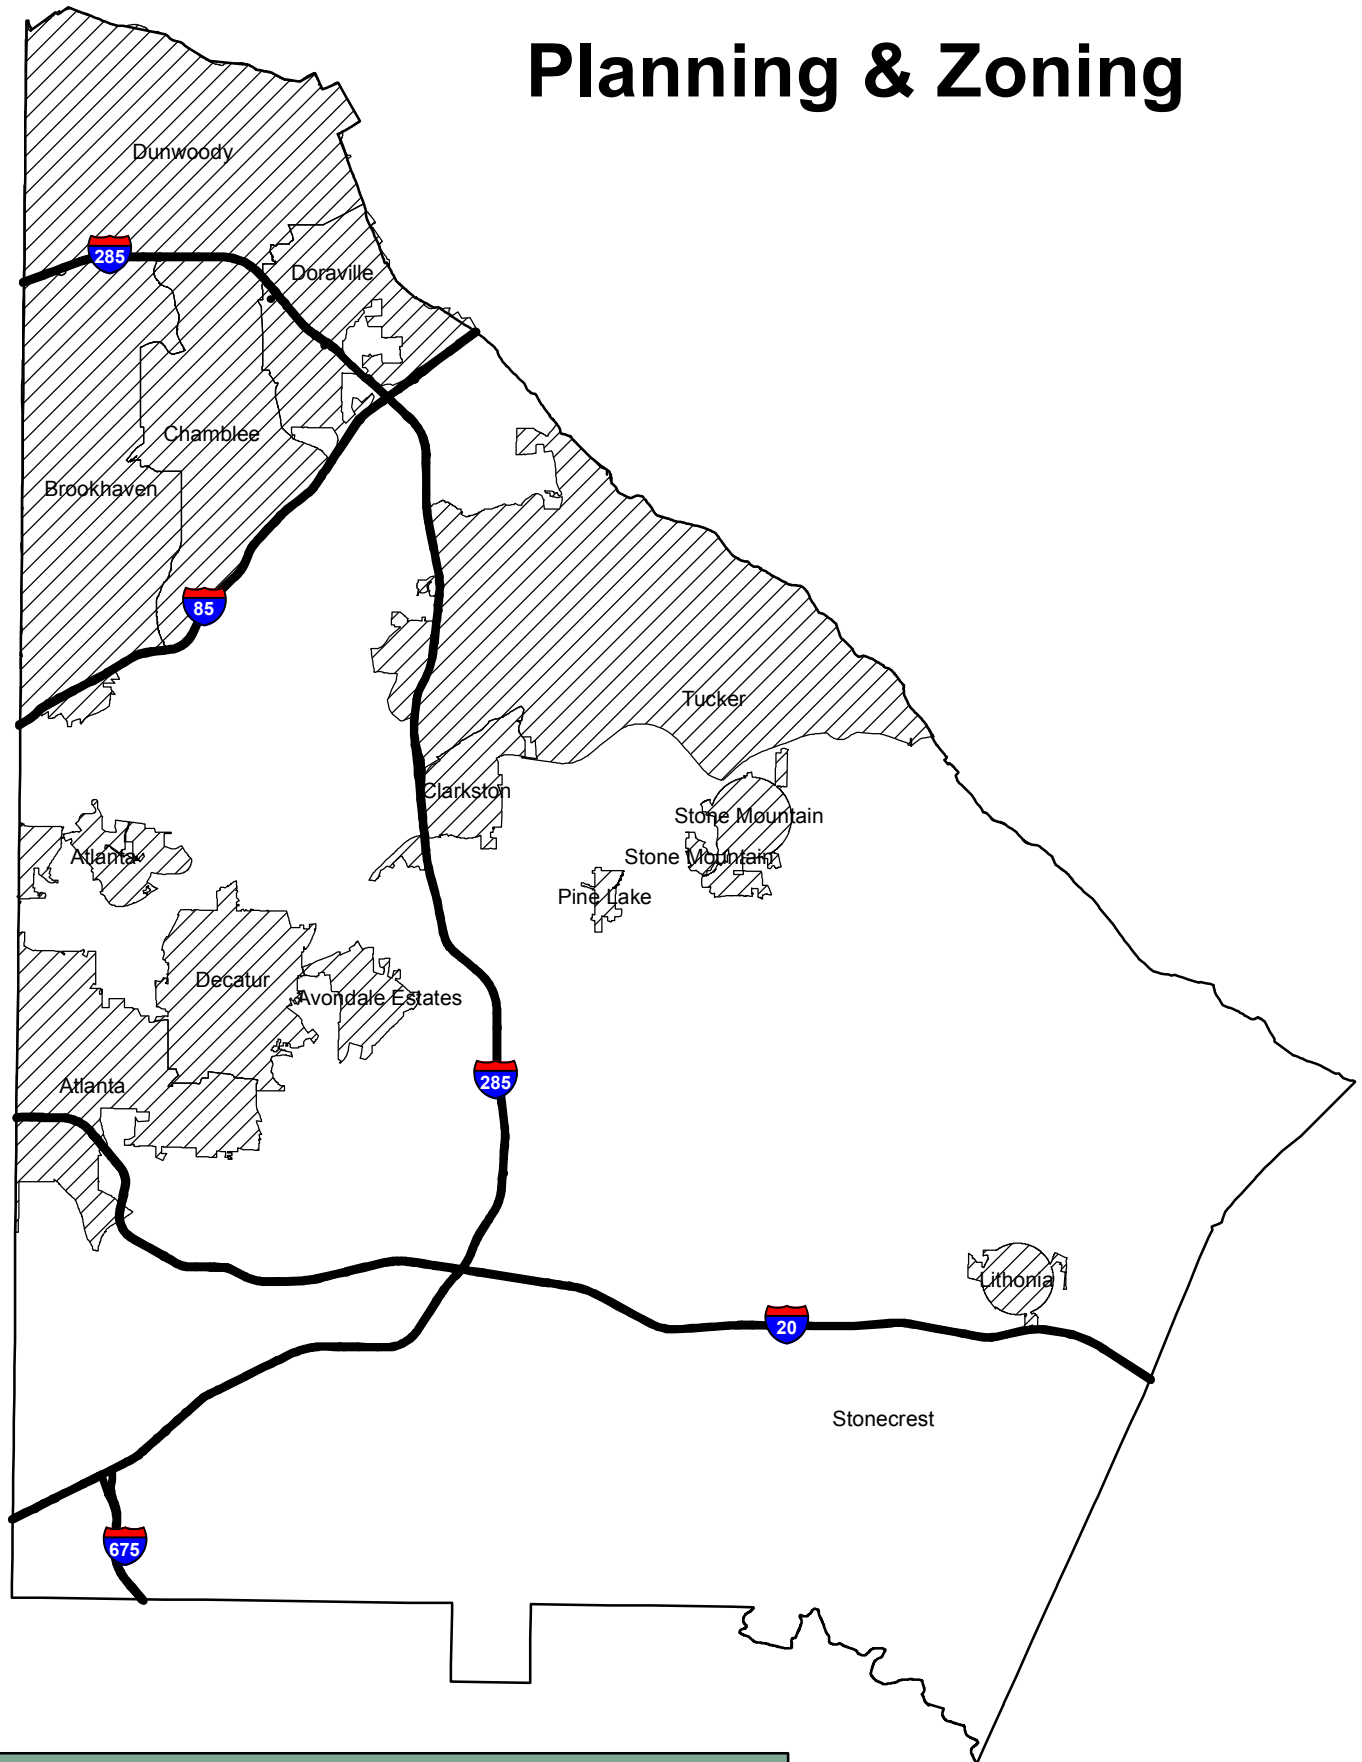 Planning & Zoning
Dunwoody
285
Doraville
Chamblee
Brookhaven
85
Tucker
Clarkston
Stone Mountain
Atlanta
Stone Mountain
Pine Lake
Decatur
Avondale Estates
285
Atlanta
Lithonia
20
Stonecrest
675